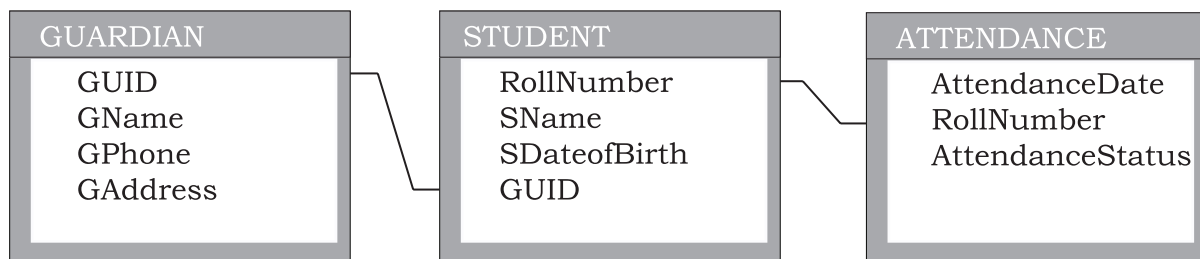 GUARDIAN
GUID
GName
GPhone
GAddress
STUDENT
RollNumber
SName
SDateofBirth
GUID
ATTENDANCE
AttendanceDate
RollNumber
AttendanceStatus